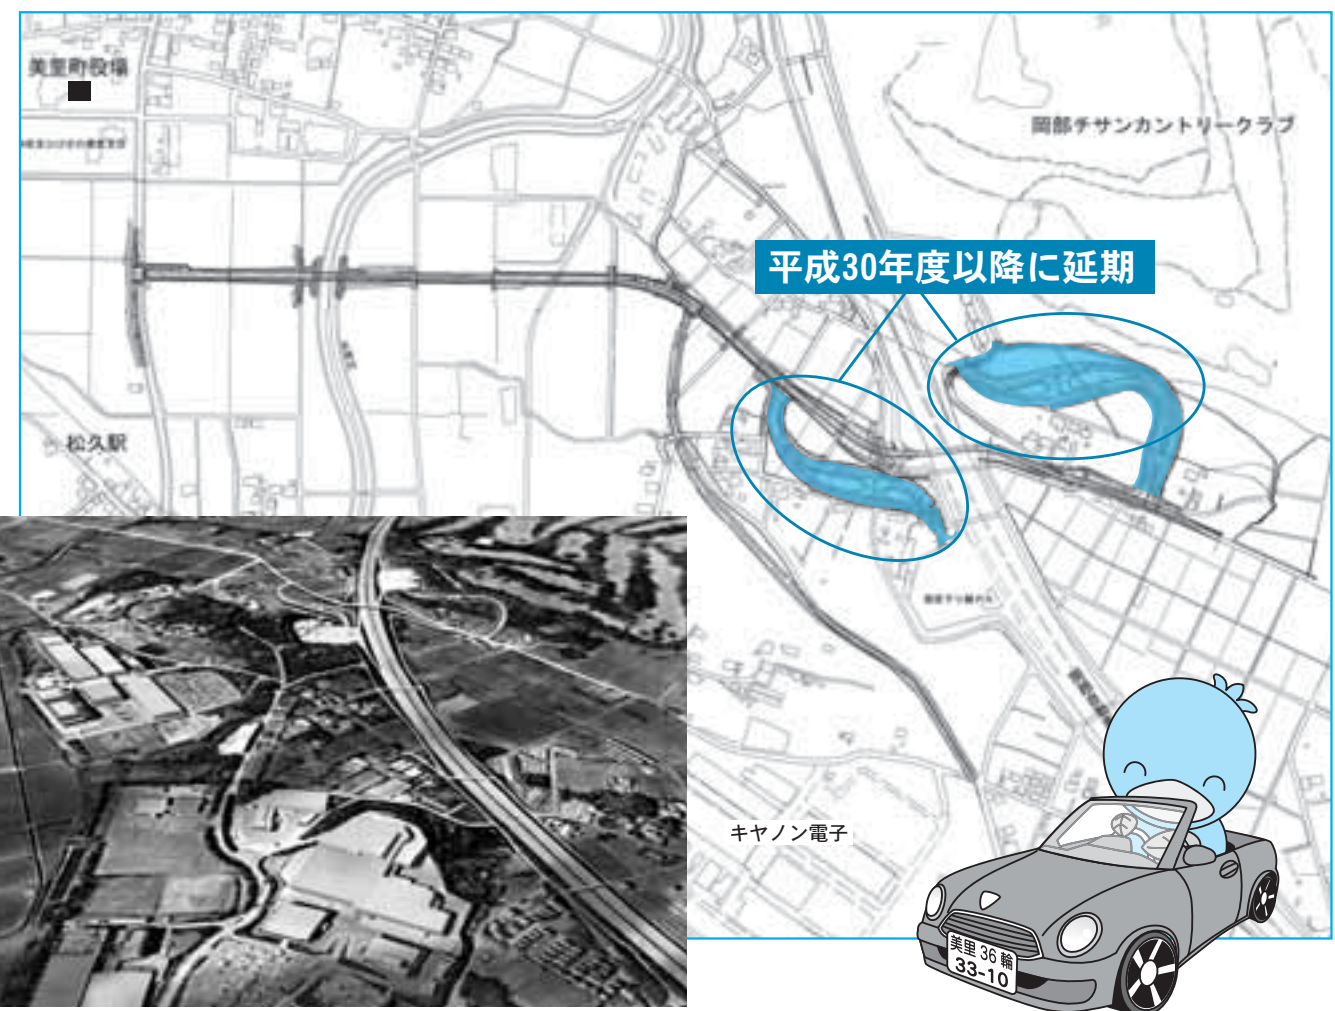 美里町役場
岡部チサンカントリークラブ
平成30年度以降に延期
松久駅
キヤノン電子
美里 36 輪
33-10